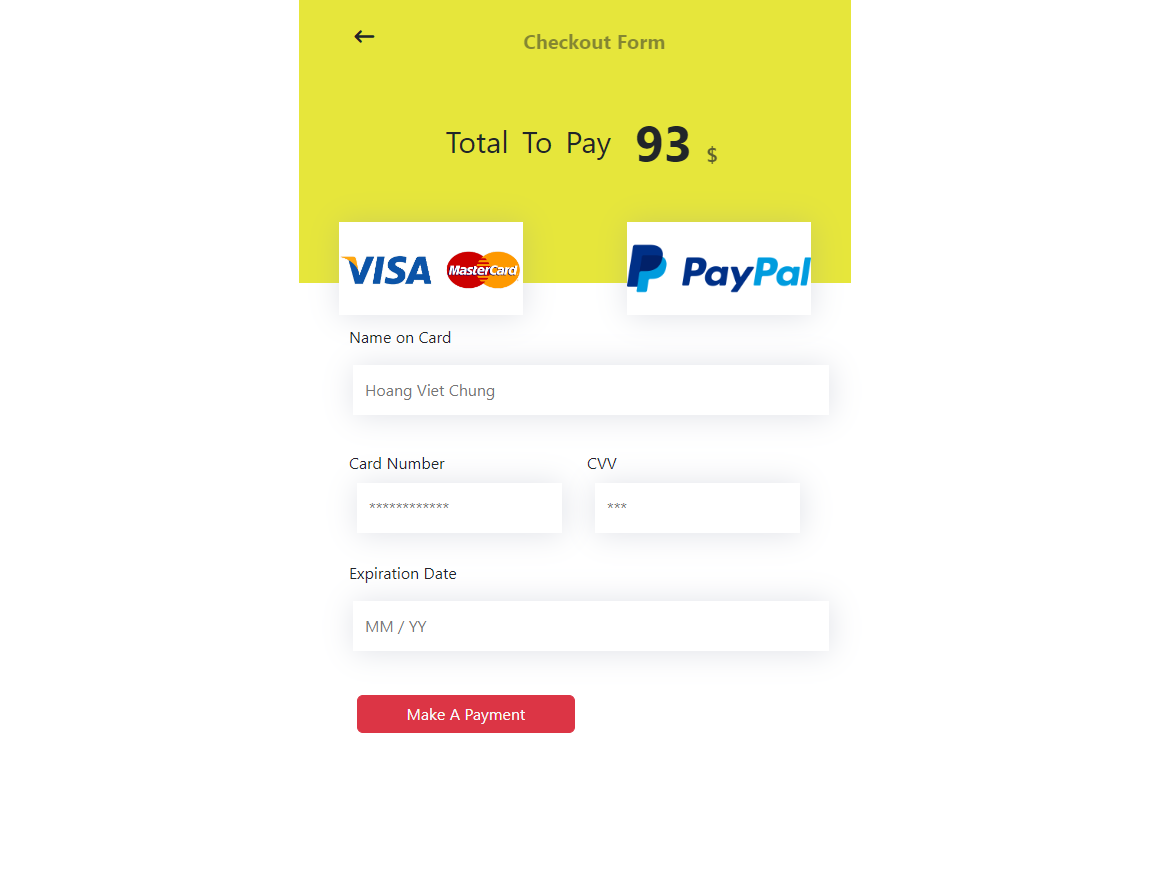 Checkout Form
Total To Pay 93 $
VISA MasterCard PayPal
Name on Card
Hoang Viet Chung
Card Number CVV
************ ***
Expiration Date
MM / YY
Make A Payment